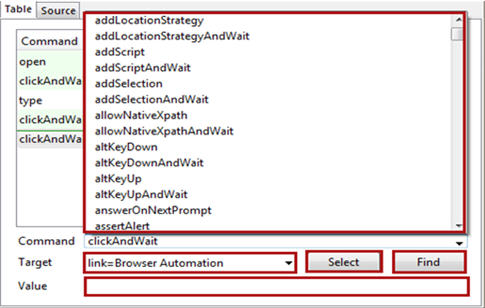 Table Source
Command
open
clickAndWa
type
clickAndWa
clickAndWa
addLocationStrategy
addLocationStrategyAndWait
addScript
addScriptAndWait
addSelection
addSelectionAndWait
allowNativeXpath
allowNativeXpathAndWait
altKeyDown
altKeyDownAndWait
altKeyUp
altKeyUpAndWait
answerOnNextPrompt
assertAlert
Command clickAndWait
Target link=Browser Automation Select Find
Value